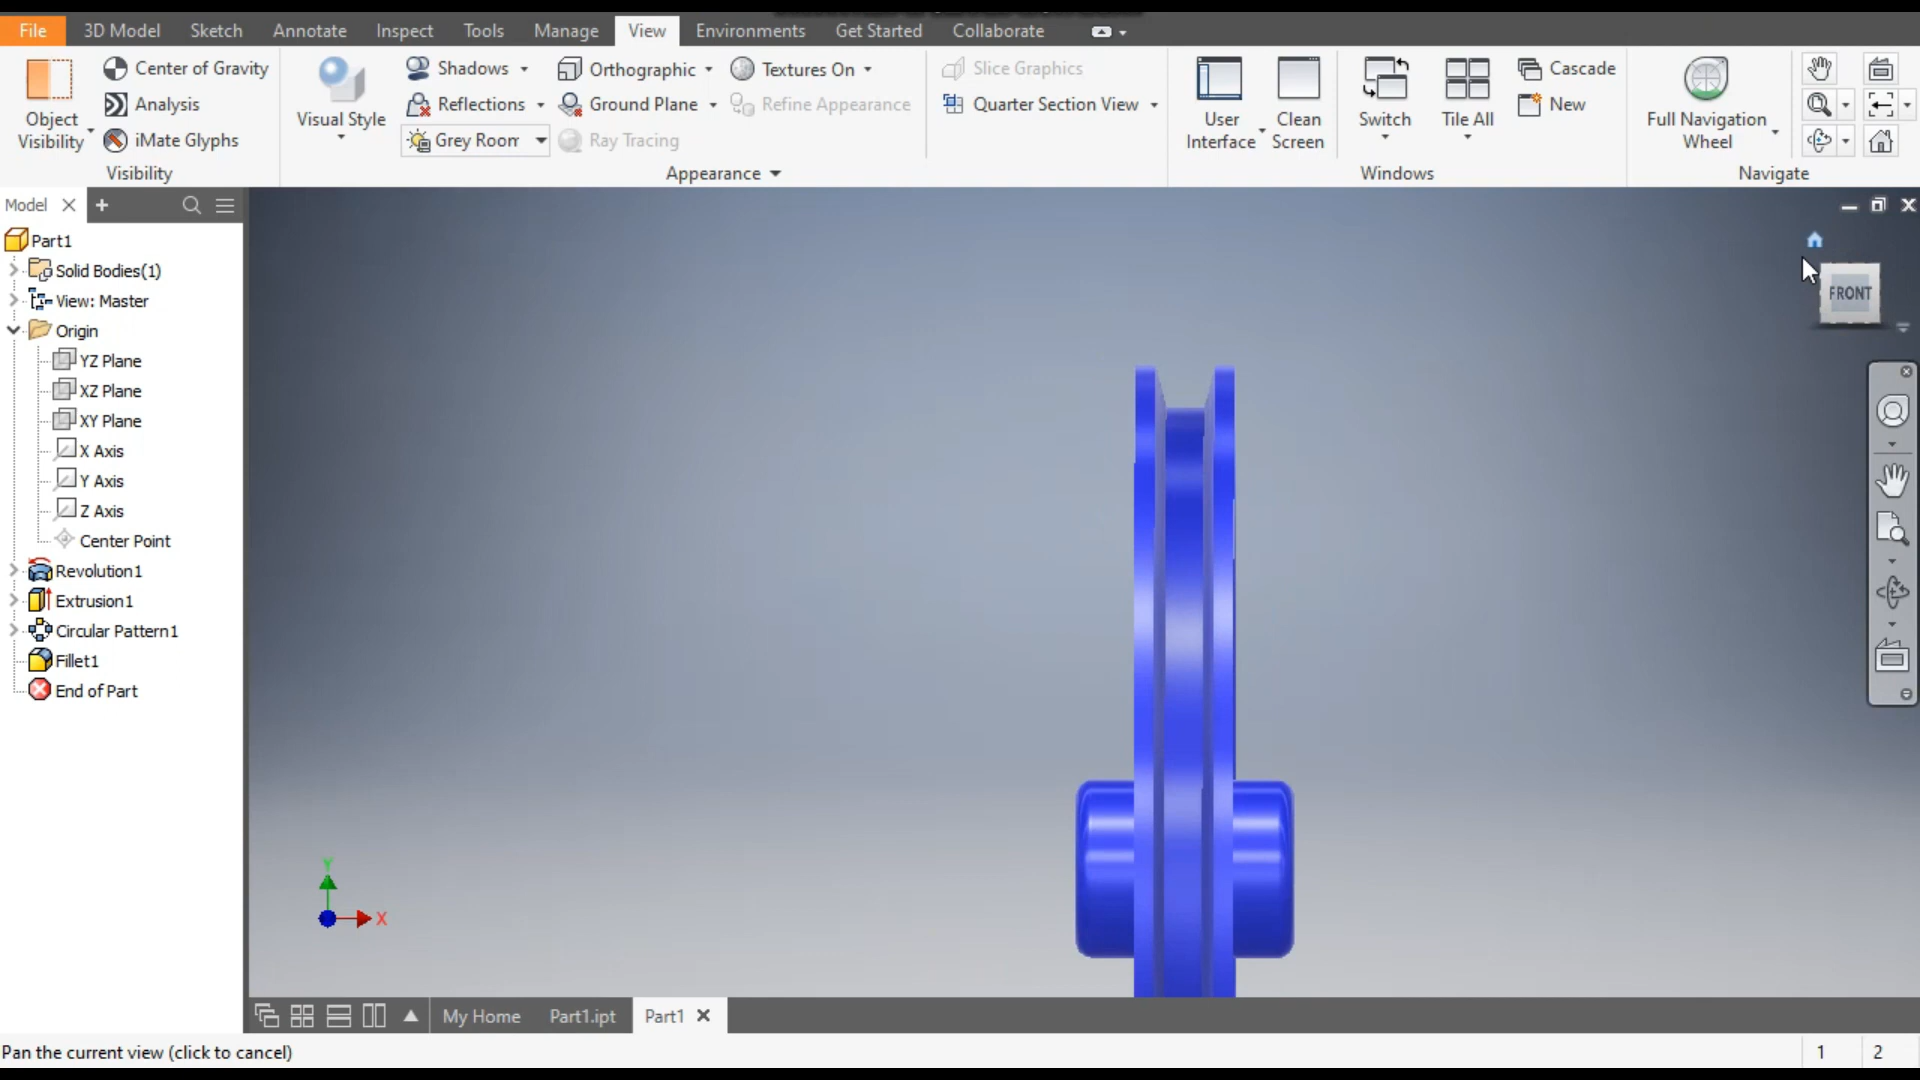 File 3D Model Sketch Annotate Inspect Tools Manage View Environments Get Started Collaborate
Center of Gravity
Analysis
iMate Glyphs
Object
Visibility
Visibility
Visual Style
Shadows
Reflections
Grey Room
Orthographic
Ground Plane
Ray Tracing
Textures On
Refine Appearance
Appearance
Slice Graphics
Quarter Section View
User
Interface
Clean
Screen
Switch
Tile All
Cascade
New
Windows
Full Navigation
Wheel
Navigate
Model
Part1
Solid Bodies(1)
View: Master
Origin
YZ Plane
XZ Plane
XY Plane
X Axis
Y Axis
Z Axis
Center Point
Revolution1
Extrusion1
Circular Pattern1
Fillet1
End of Part
FRONT
Y
X
My Home Part1.ipt Part1
Pan the current view (click to cancel) 1 2